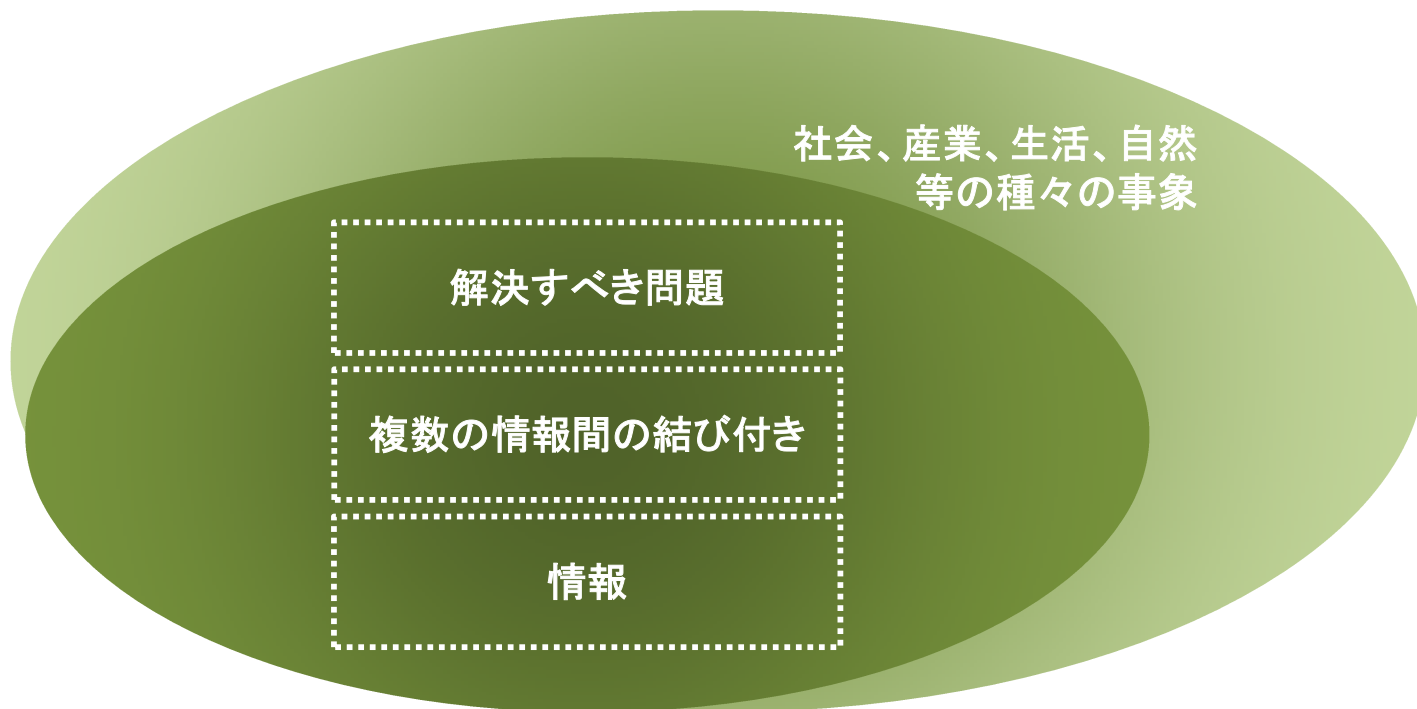 社会、産業、生活、自然
等の種々の事象
解決すべき問題
複数の情報間の結び付き
情報